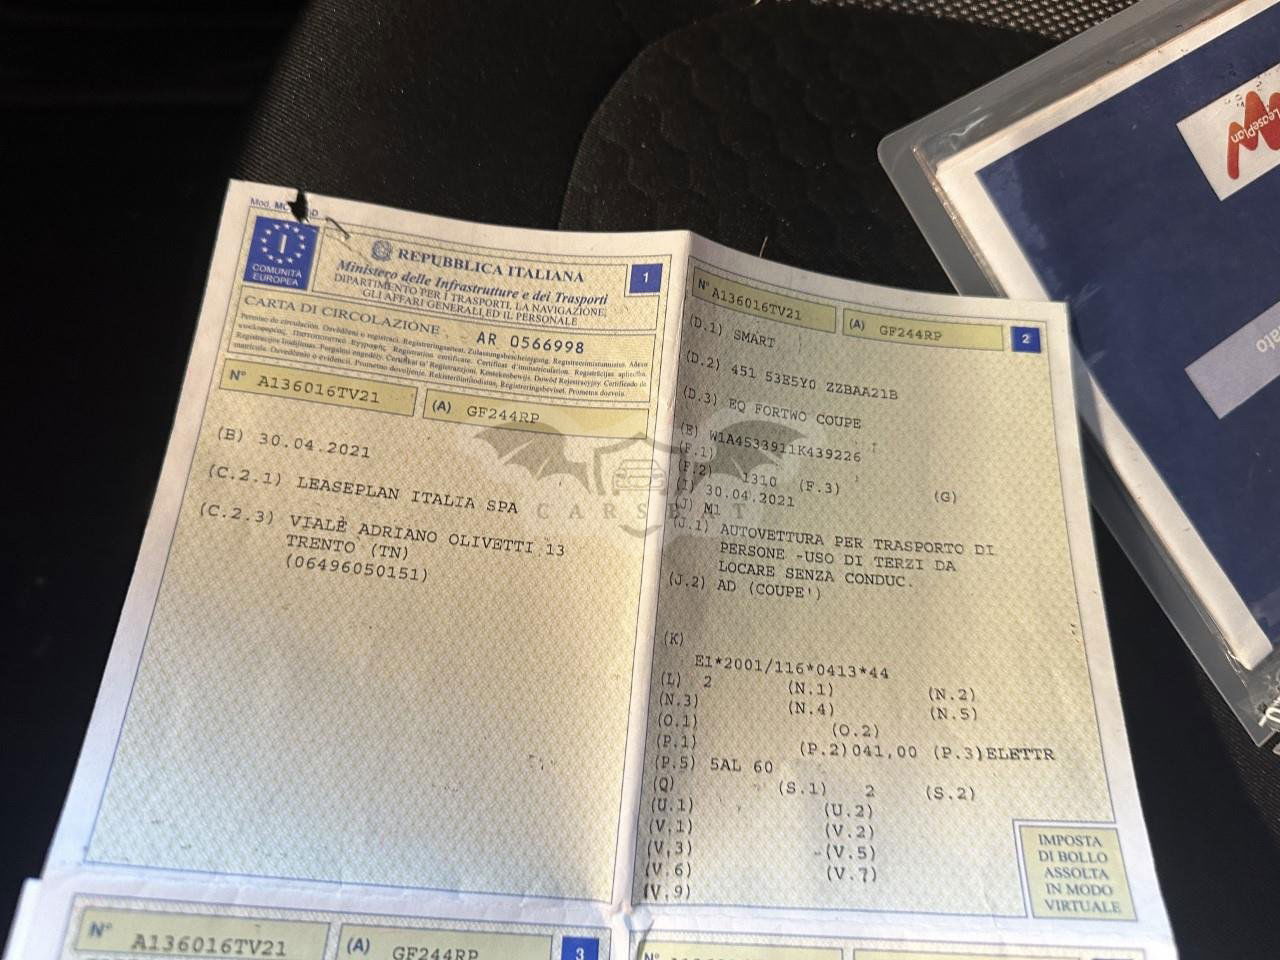 Mod. MC
I
COMUNITÀ
EUROPEA
REPUBBLICA ITALIANA
Ministero delle Infrastrutture e dei Trasporti
DIPARTIMENTO PER I TRASPORTI, LA NAVIGAZIONE,
GLI AFFARI GENERALI ED IL PERSONALE
1
CARTA DI CIRCOLAZIONE AR 0566998
N° A136016TV21 (A) GF244RP
(B) 30.04.2021
(C.2.1) LEASEPLAN ITALIA SPA
(C.2.3) VIALE ADRIANO OLIVETTI 13
TRENTO (TN)
(06496050151)
N° A136016TV21 (A) GF244RP 2
(D.1) SMART
(D.2) 451 53E5Y0 ZZBAA21B
(D.3) EQ FORTWO COUPE
(E) W1A4533911K439226
(F.1)
(F.2) 1310 (F.3) (G)
(I) 30.04.2021
(J) M1
(J.1) AUTOVETTURA PER TRASPORTO DI
PERSONE -USO DI TERZI DA
LOCARE SENZA CONDUC.
(J.2) AD (COUPE')
(K)
E1*2001/116*0413*44
(L) 2 (N.1) (N.2)
(N.3) (N.4) (N.5)
(O.1) (O.2)
(P.1) (P.2)041,00 (P.3)ELETTR
(P.5) 5AL 60
(Q) (S.1) 2 (S.2)
(U.1) (U.2)
(V.1) (V.2)
(V.3) (V.5)
(V.6) (V.7)
(V.9)
IMPOSTA
DI BOLLO
ASSOLTA
IN MODO
VIRTUALE
N° A136016TV21 (A) GF244RP 3
CARSBAT
LeasePlan